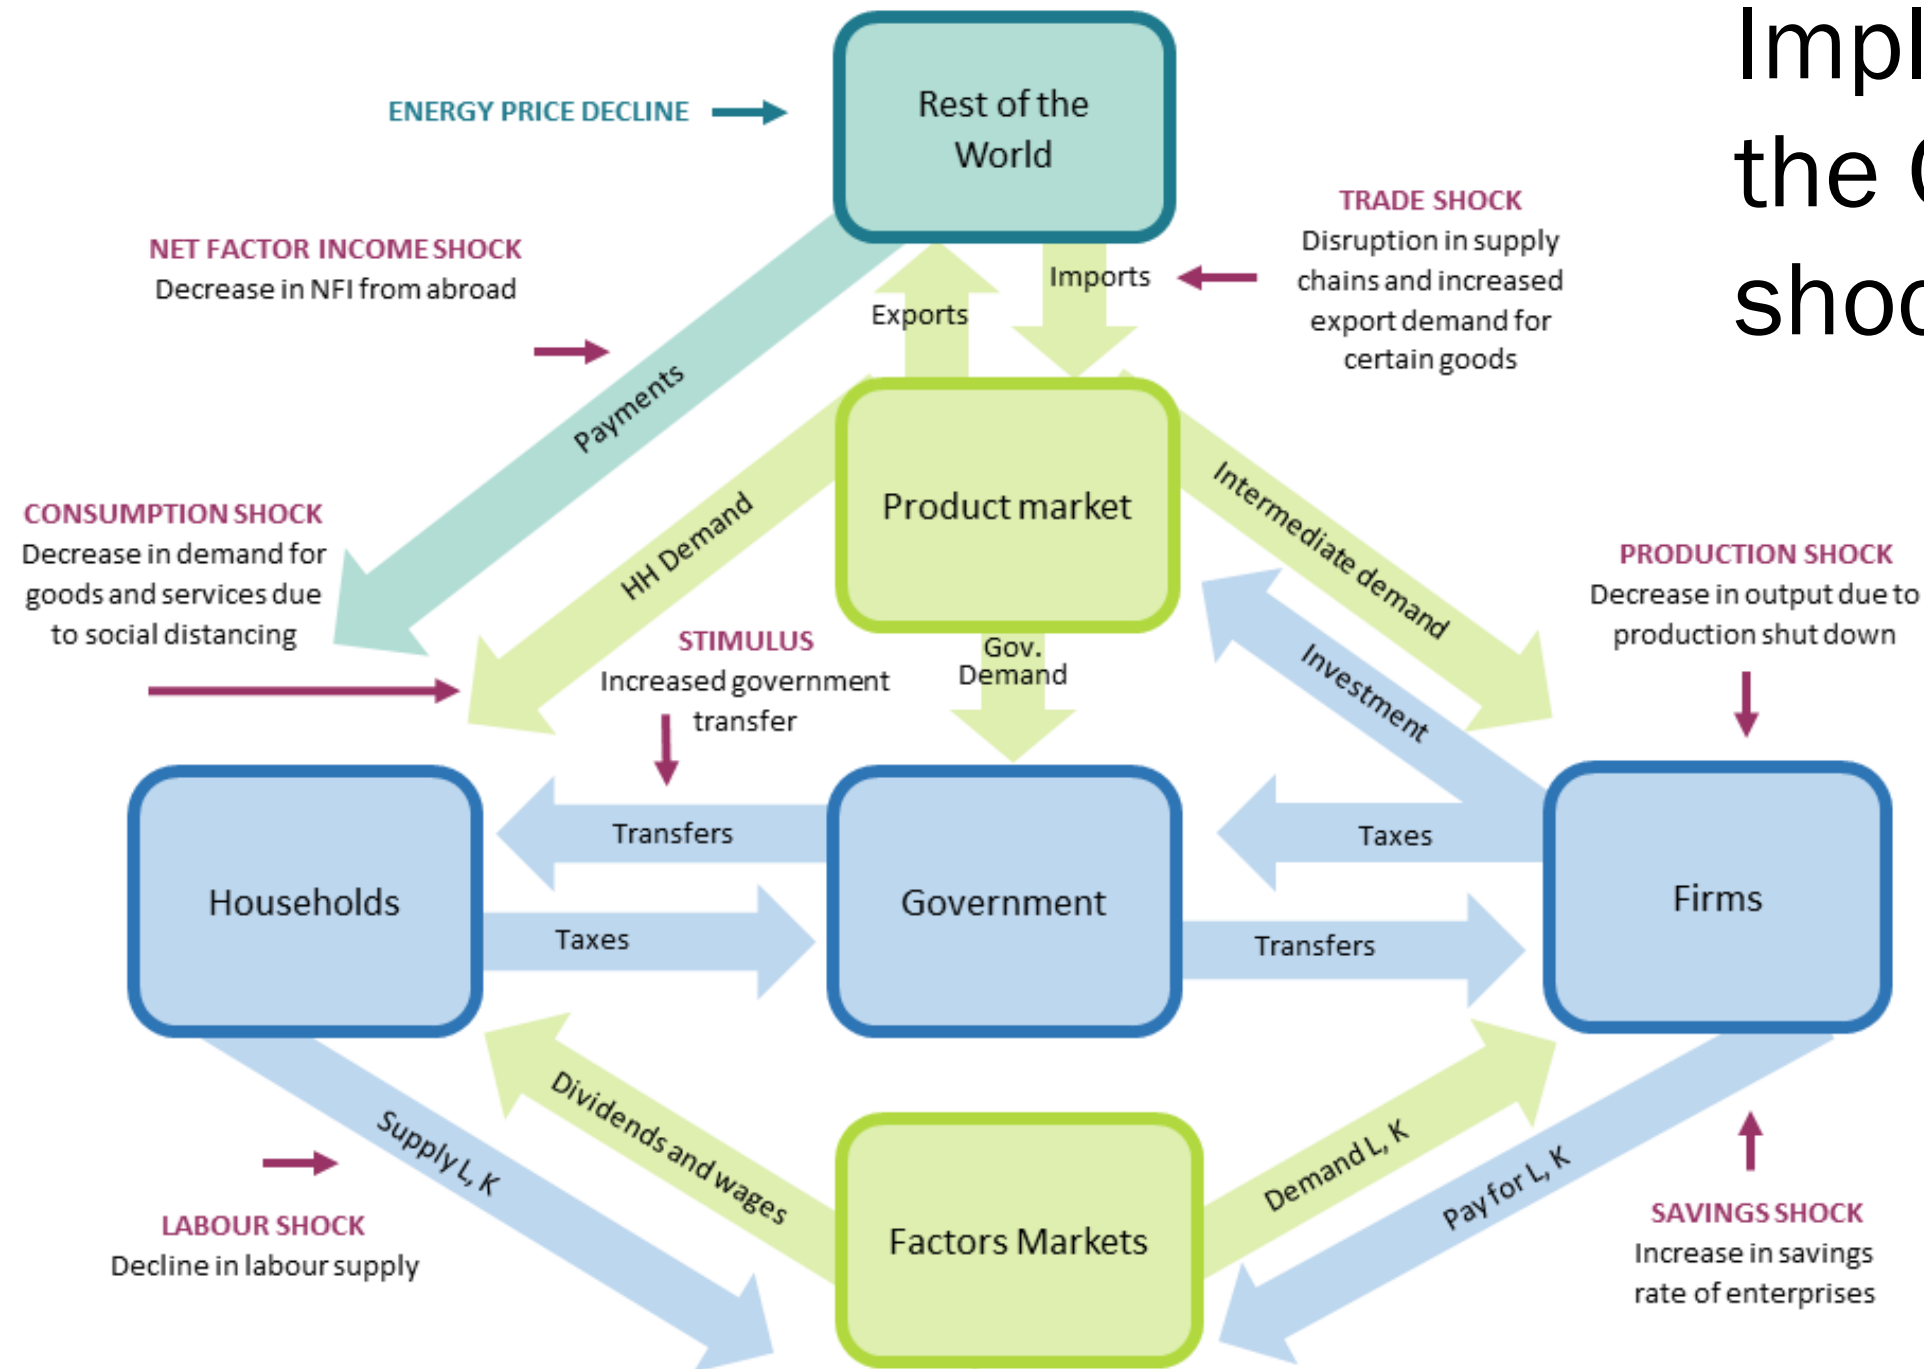 Impl
the C
shoc
Rest of the
World
ENERGY PRICE DECLINE
TRADE SHOCK
Disruption in supply
chains and increased
export demand for
certain goods
NET FACTOR INCOME SHOCK
Decrease in NFI from abroad
Imports
Exports
Payments
Product market
HH Demand
Intermediate demand
CONSUMPTION SHOCK
Decrease in demand for
goods and services due
to social distancing
PRODUCTION SHOCK
Decrease in output due to
production shut down
STIMULUS
Increased government
transfer
Gov.
Demand
Investment
Transfers
Taxes
Households
Government
Firms
Taxes
Transfers
Dividends and wages
Supply L, K
Demand L, K
Pay for L, K
Factors Markets
LABOUR SHOCK
Decline in labour supply
SAVINGS SHOCK
Increase in savings
rate of enterprises